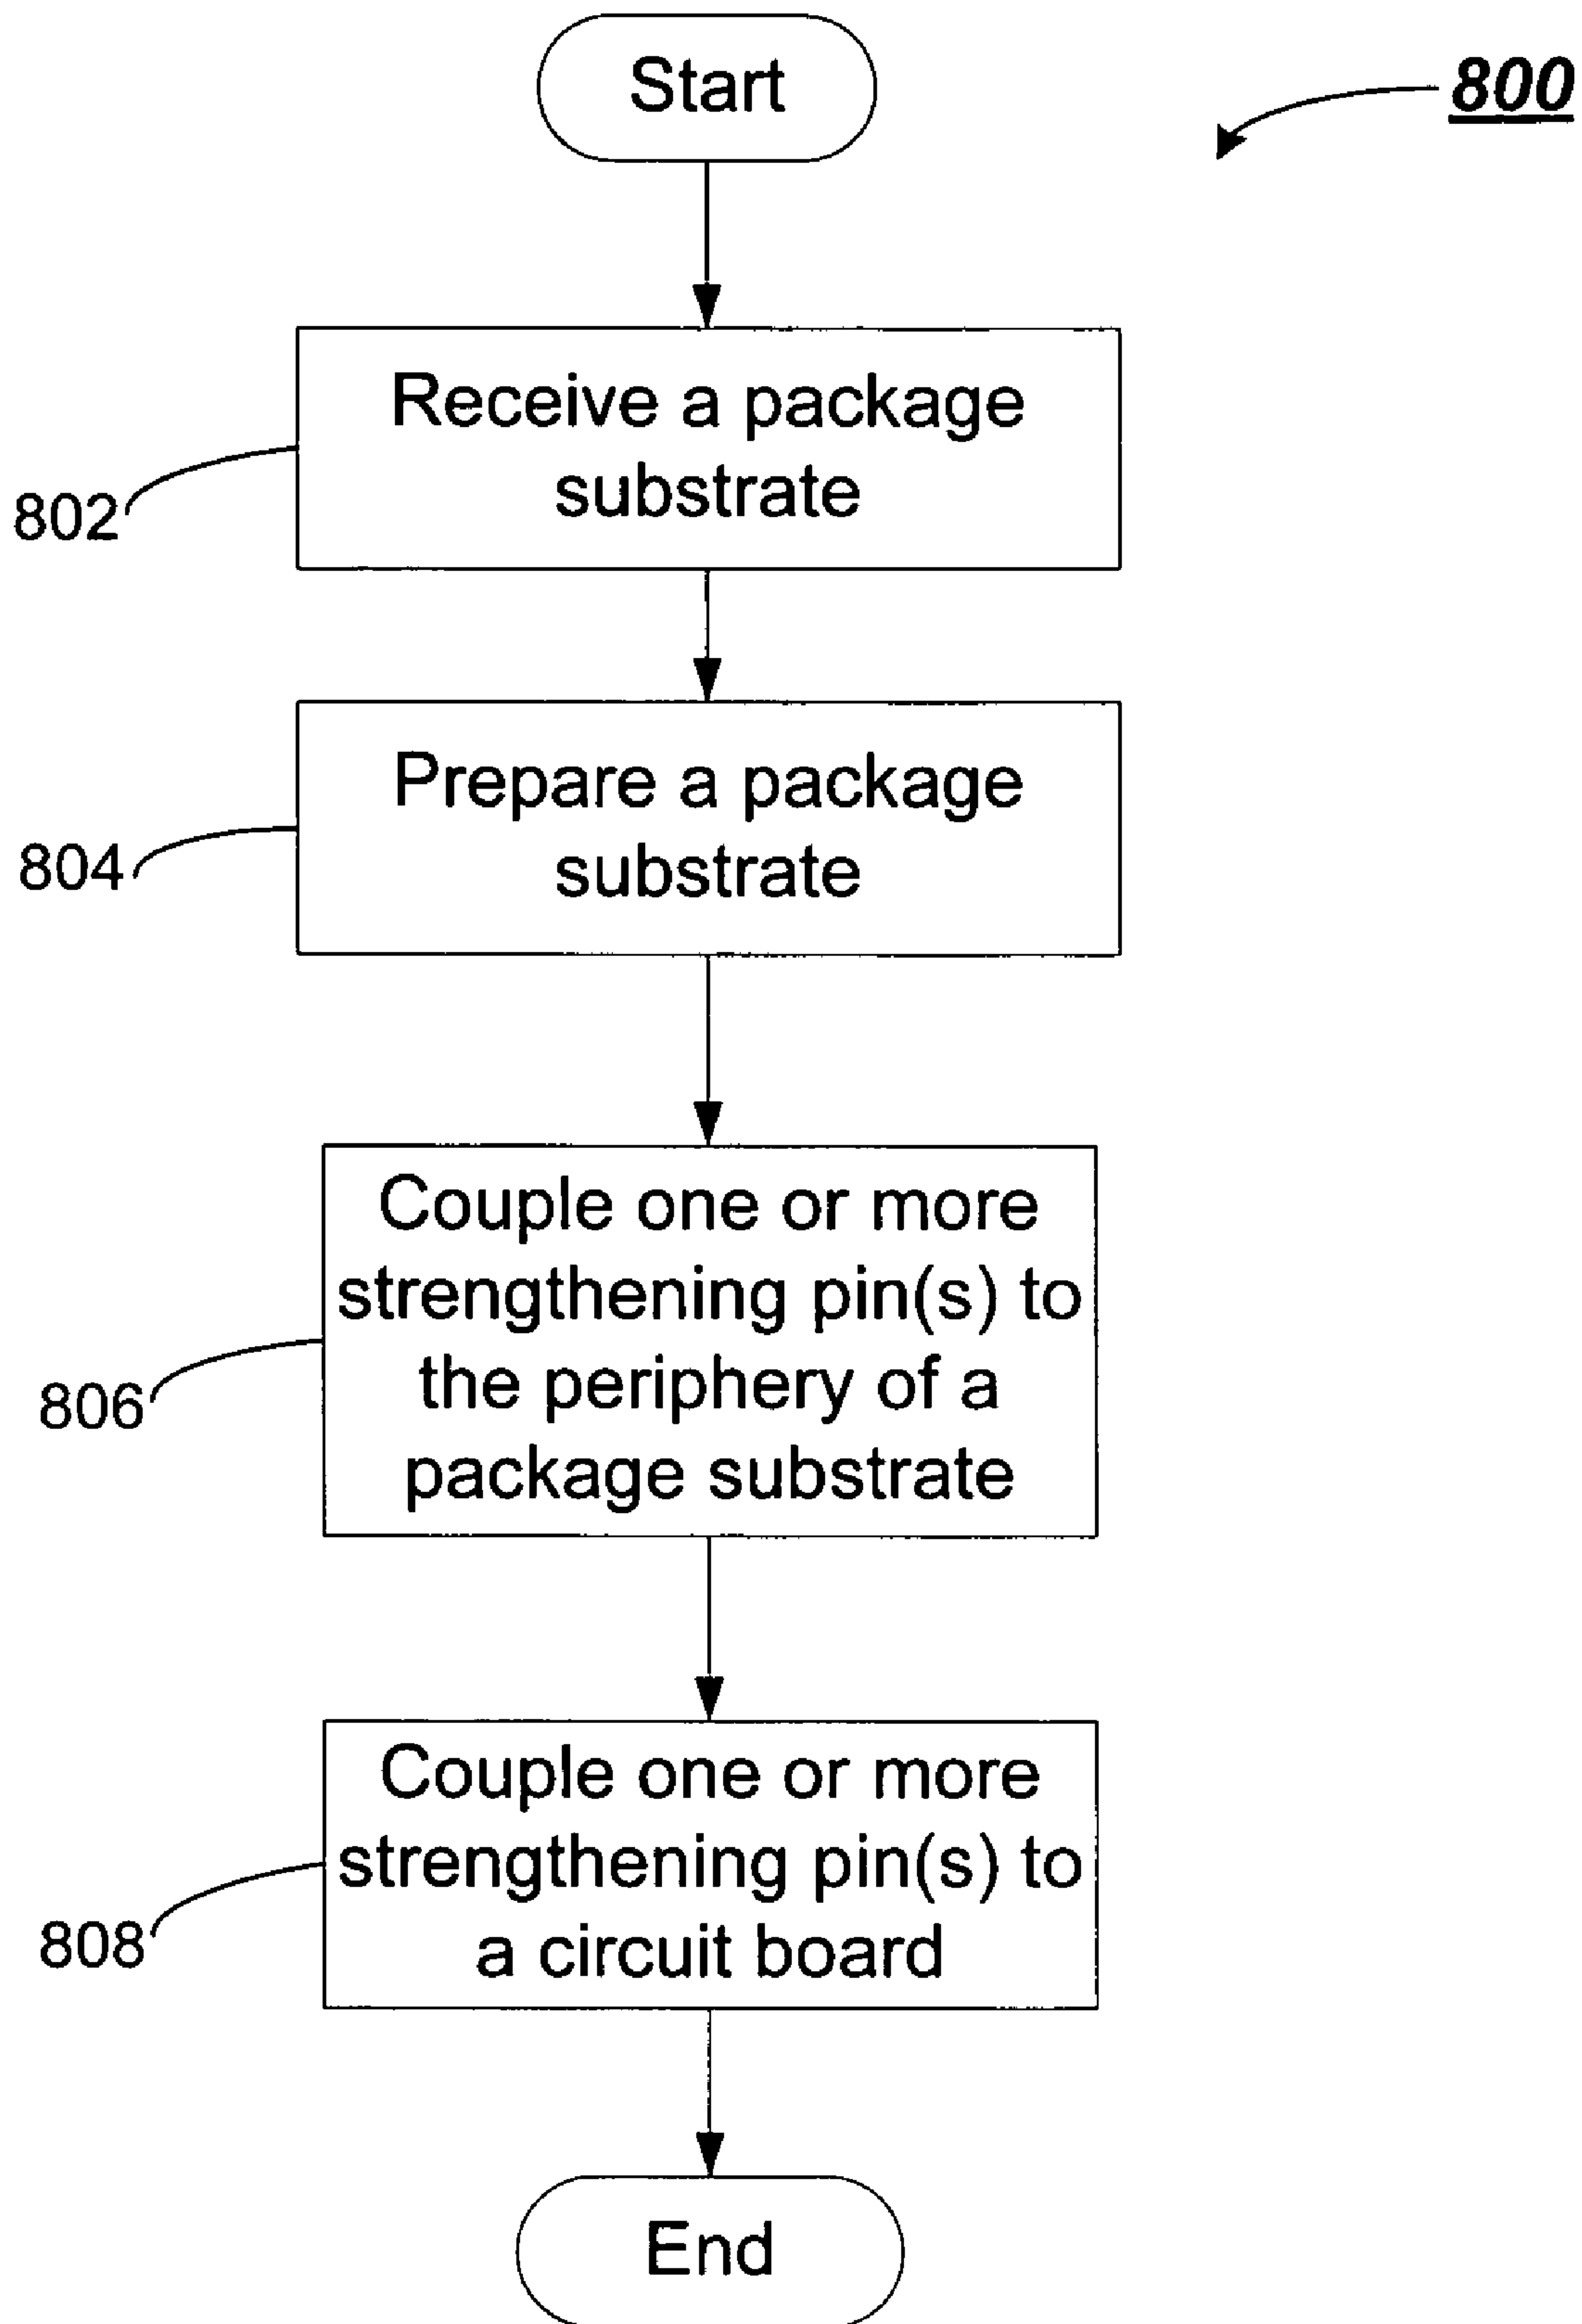 Start
800
Receive a package
substrate
802
Prepare a package
substrate
804
Couple one or more
strengthening pin(s) to
the periphery of a
package substrate
806
Couple one or more
strengthening pin(s) to
a circuit board
808
End